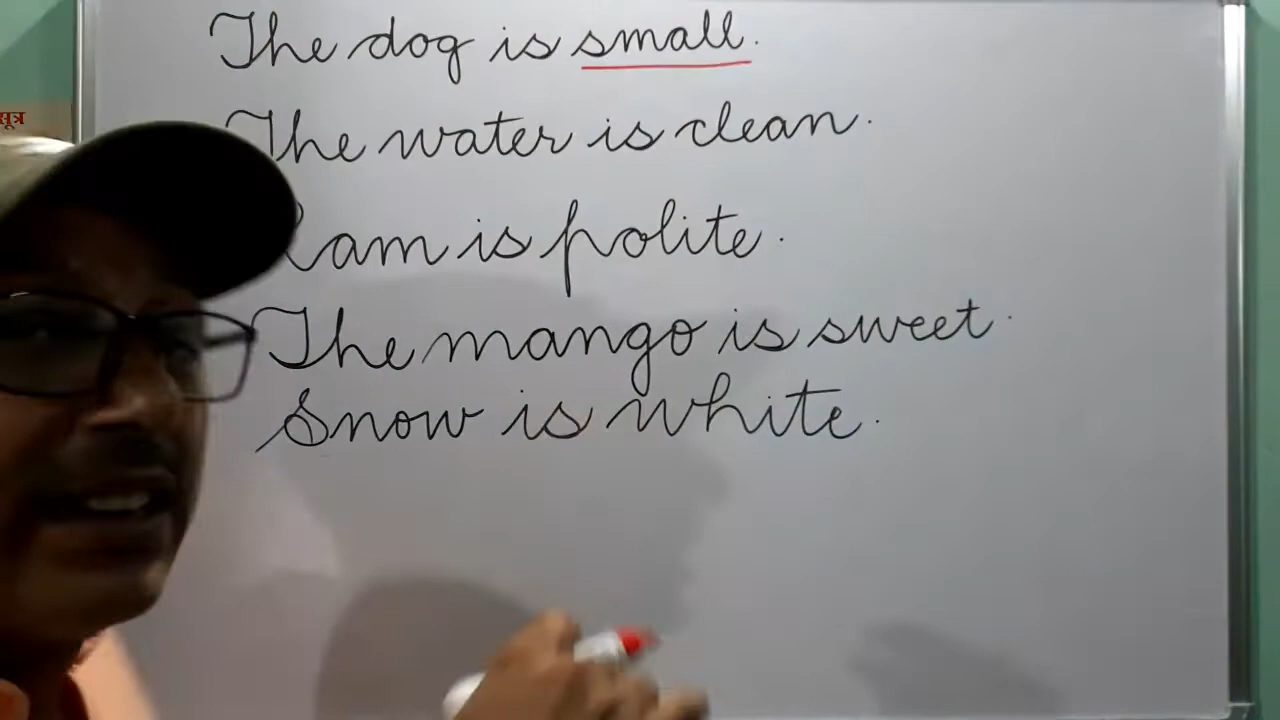 The dog is small.
सूत्र
The water is clean.
Ram is polite.
The mango is sweet.
Snow is white.